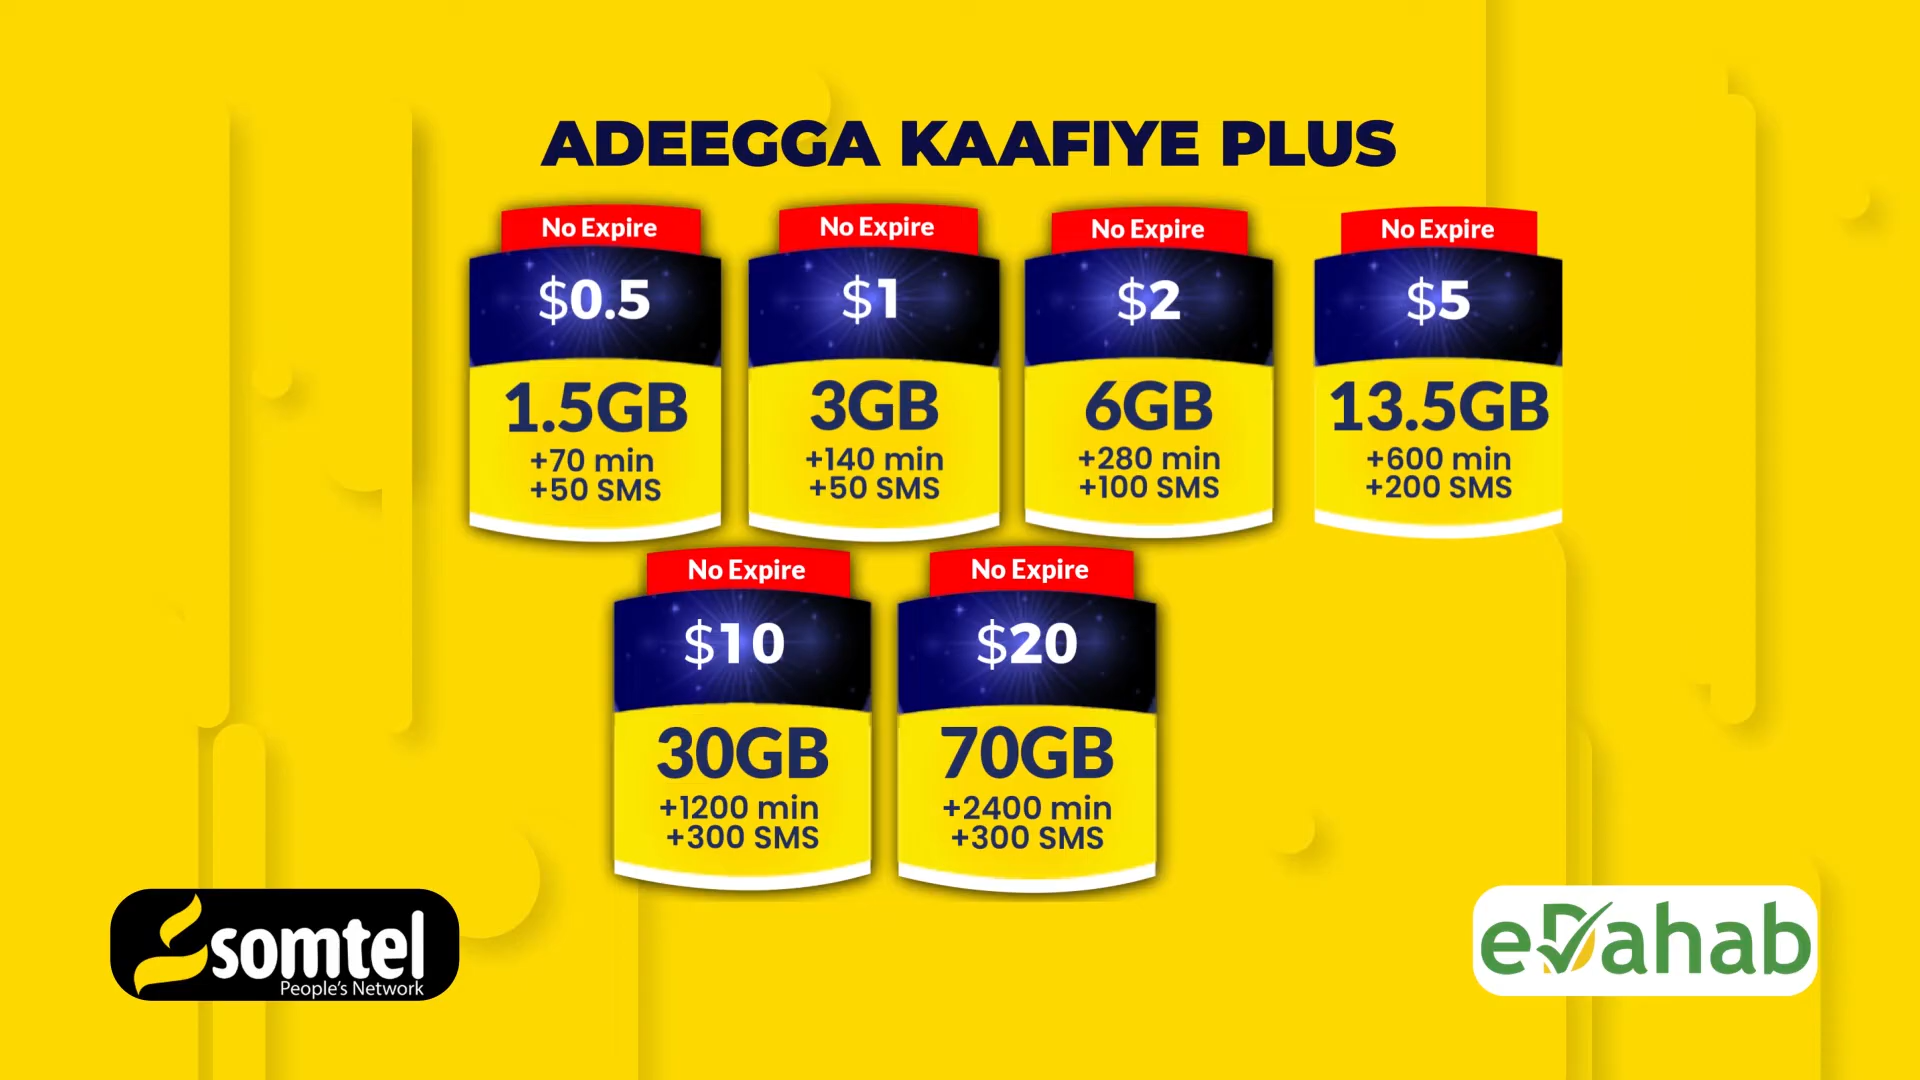 ADEEGGA KAAFIYE PLUS
No Expire
$0.5
1.5GB
+70 min
+50 SMS
No Expire
$1
3GB
+140 min
+50 SMS
No Expire
$2
6GB
+280 min
+100 SMS
No Expire
$5
13.5GB
+600 min
+200 SMS
No Expire
$10
30GB
+1200 min
+300 SMS
No Expire
$20
70GB
+2400 min
+300 SMS
somtel
People's Network
eDahab